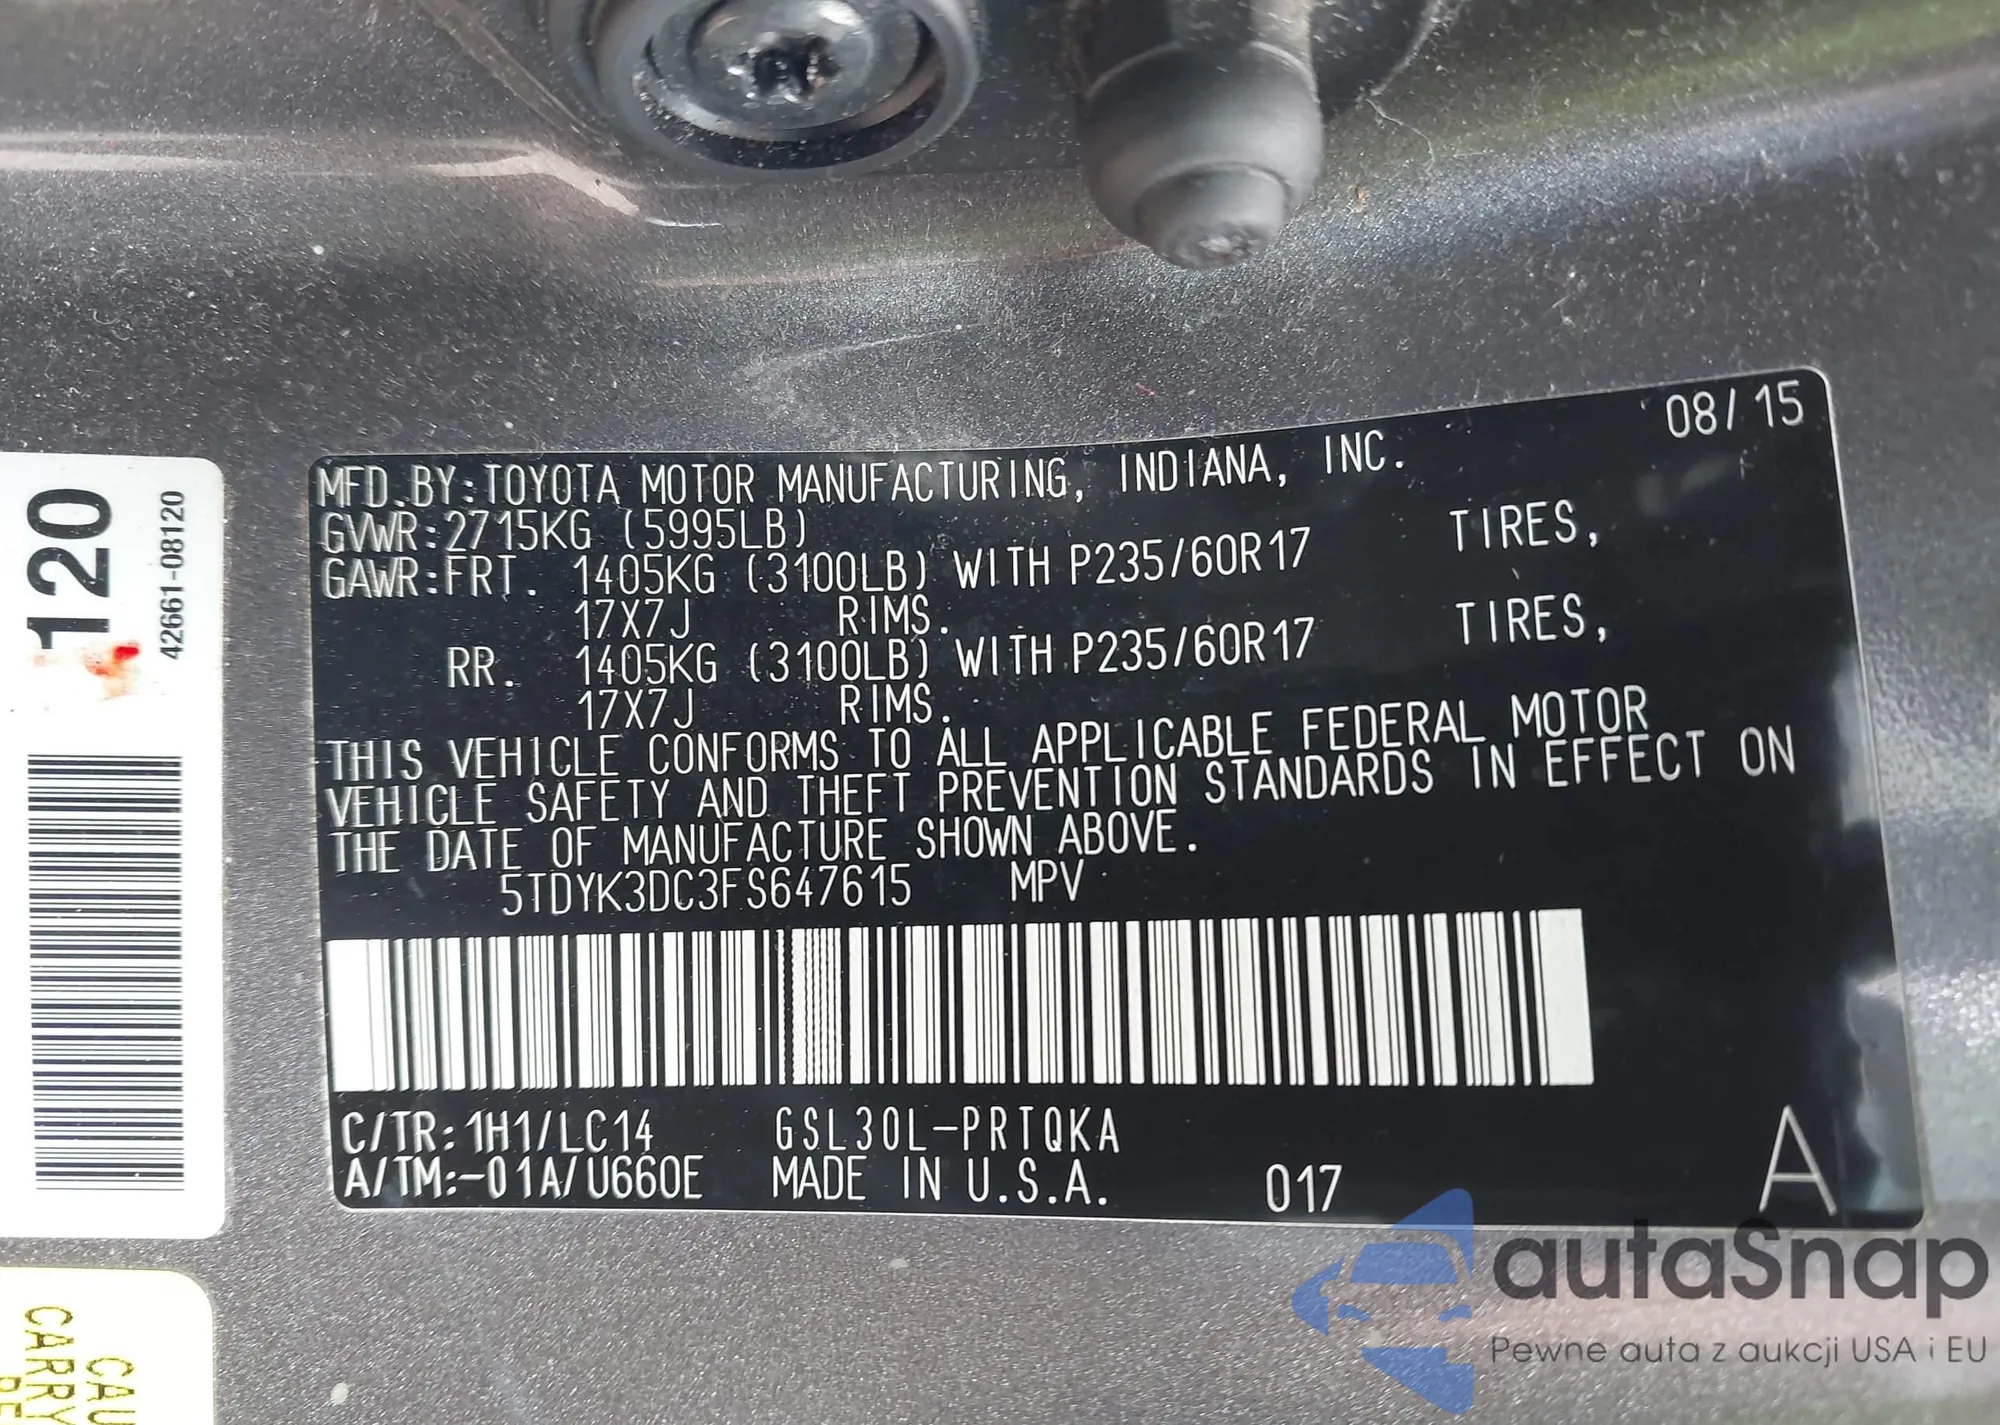 08/15
MFD.BY:TOYOTA MOTOR MANUFACTURING, INDIANA, INC.
GVWR:2715KG (5995LB)
GAWR:FRT. 1405KG (3100LB) WITH P235/60R17 TIRES,
17X7J RIMS.
RR. 1405KG (3100LB) WITH P235/60R17 TIRES,
17X7J RIMS.
THIS VEHICLE CONFORMS TO ALL APPLICABLE FEDERAL MOTOR
VEHICLE SAFETY AND THEFT PREVENTION STANDARDS IN EFFECT ON
THE DATE OF MANUFACTURE SHOWN ABOVE.
5TDYK3DC3FS647615 MPV
C/TR:1H1/LC14 GSL30L-PRTQKA
A/TM:-01A/U660E MADE IN U.S.A. 017 A
120
42661-08120
CAU
CARRY
autaSnap
Pewne auta z aukcji USA i EU